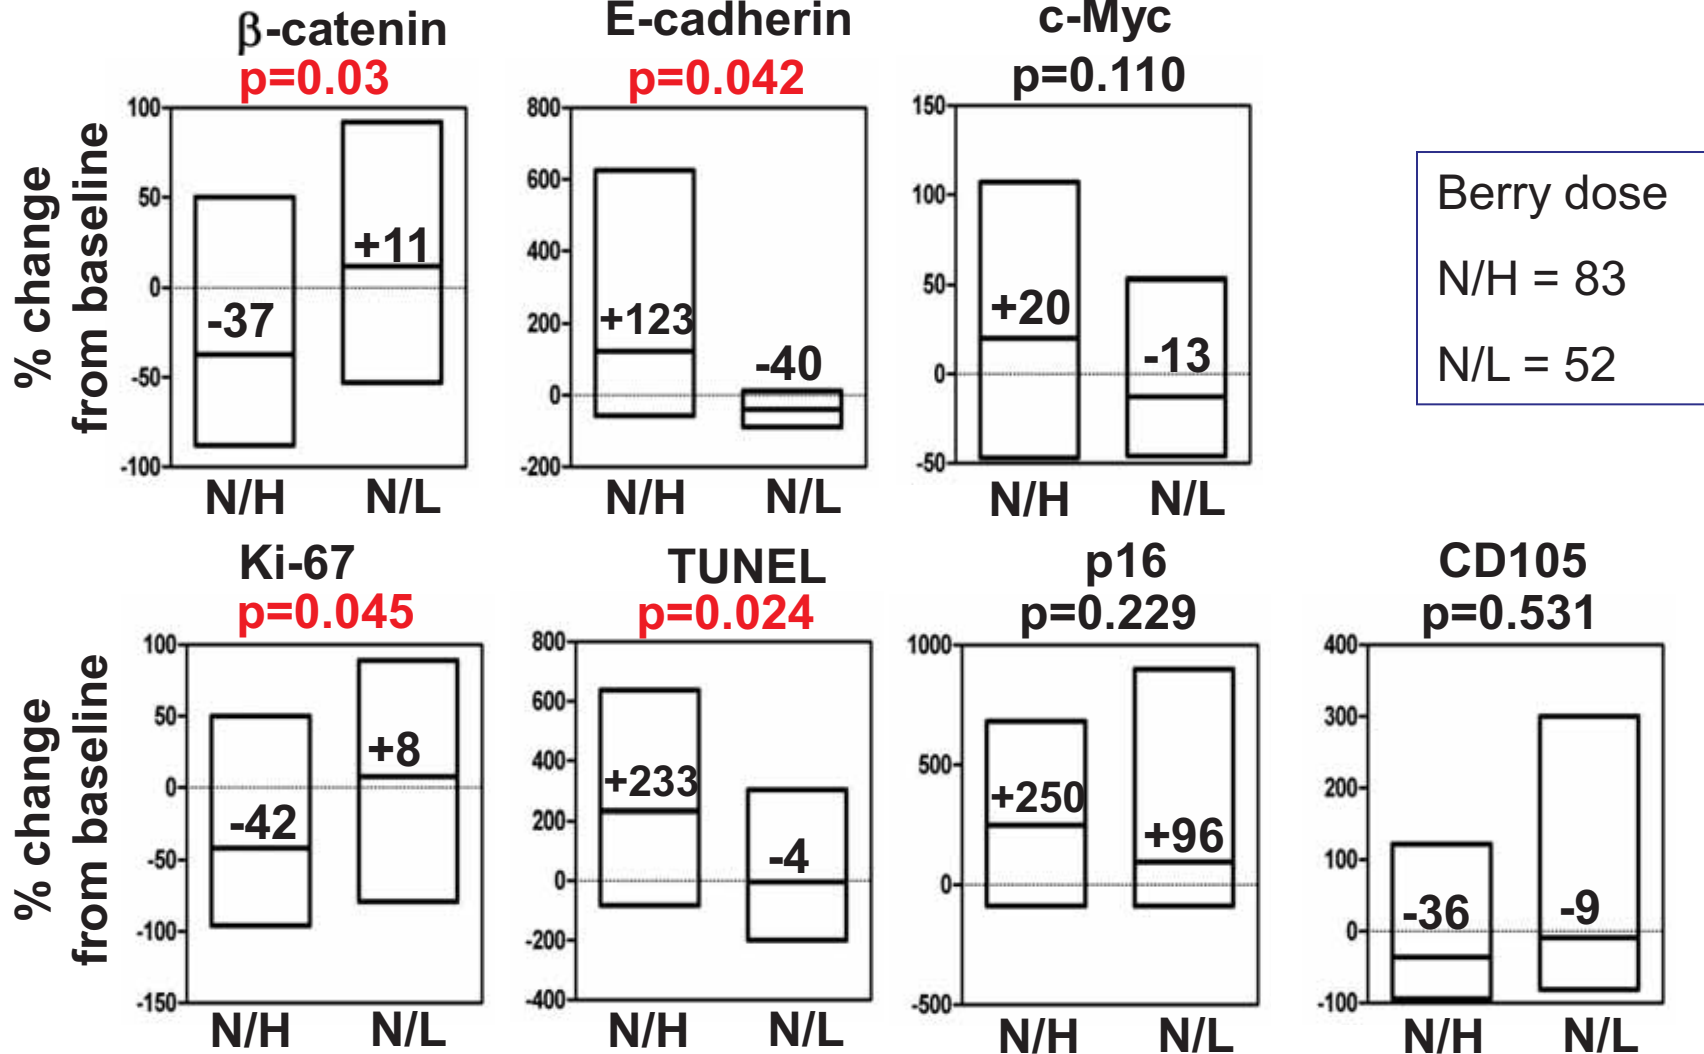 β-catenin
p=0.03
% change
from baseline
100
50
0
-50
-100
-37
+11
N/H
N/L
E-cadherin
p=0.042
800
600
400
200
0
-200
+123
-40
N/H
N/L
c-Myc
p=0.110
150
100
50
0
-50
+20
-13
N/H
N/L
Berry dose
N/H = 83
N/L = 52
Ki-67
p=0.045
% change
from baseline
100
50
0
-50
-100
-150
-42
+8
N/H
N/L
TUNEL
p=0.024
800
600
400
200
0
-200
-400
+233
-4
N/H
N/L
p16
p=0.229
1000
500
0
-500
+250
+96
N/H
N/L
CD105
p=0.531
400
300
200
100
0
-100
-36
-9
N/H
N/L